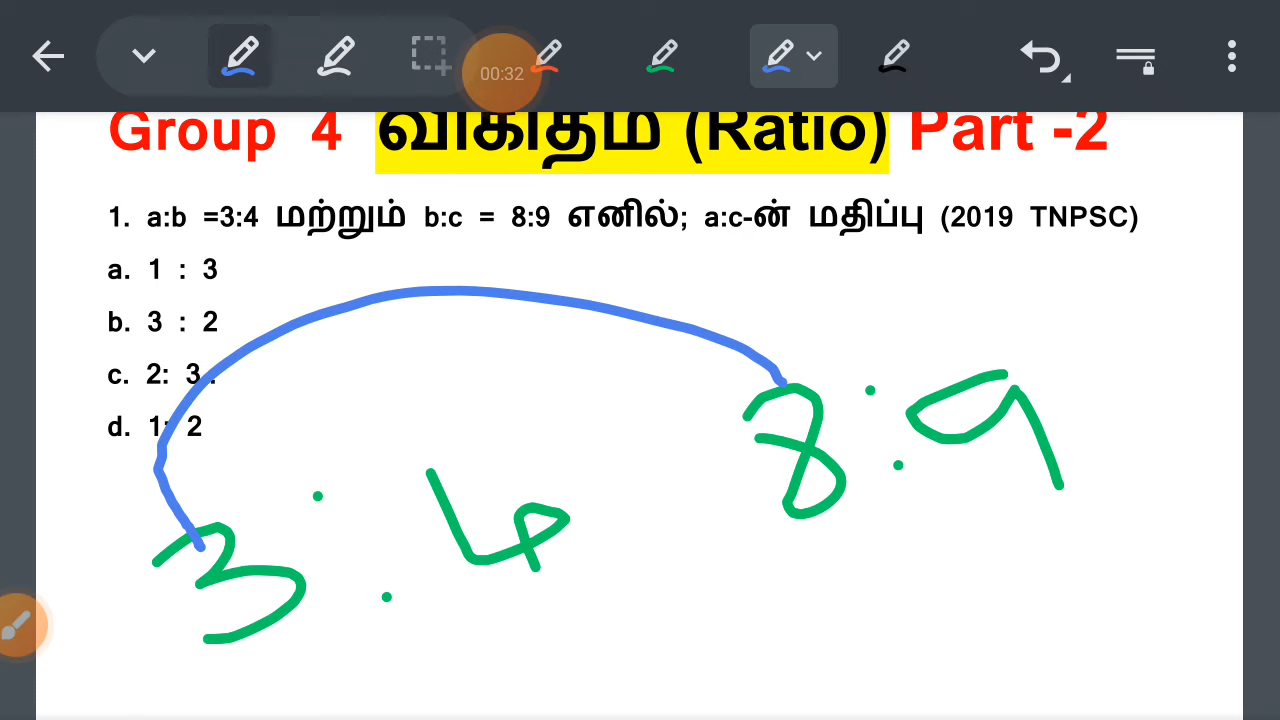 00:32
Group 4 விகிதம் (Ratio) Part -2
1. a:b =3:4 மற்றும் b:c = 8:9 எனில்; a:c-ன் மதிப்பு (2019 TNPSC)
a. 1 : 3
b. 3 : 2
c. 2: 3 .
d. 1: 2
3 : 4 8 : 9